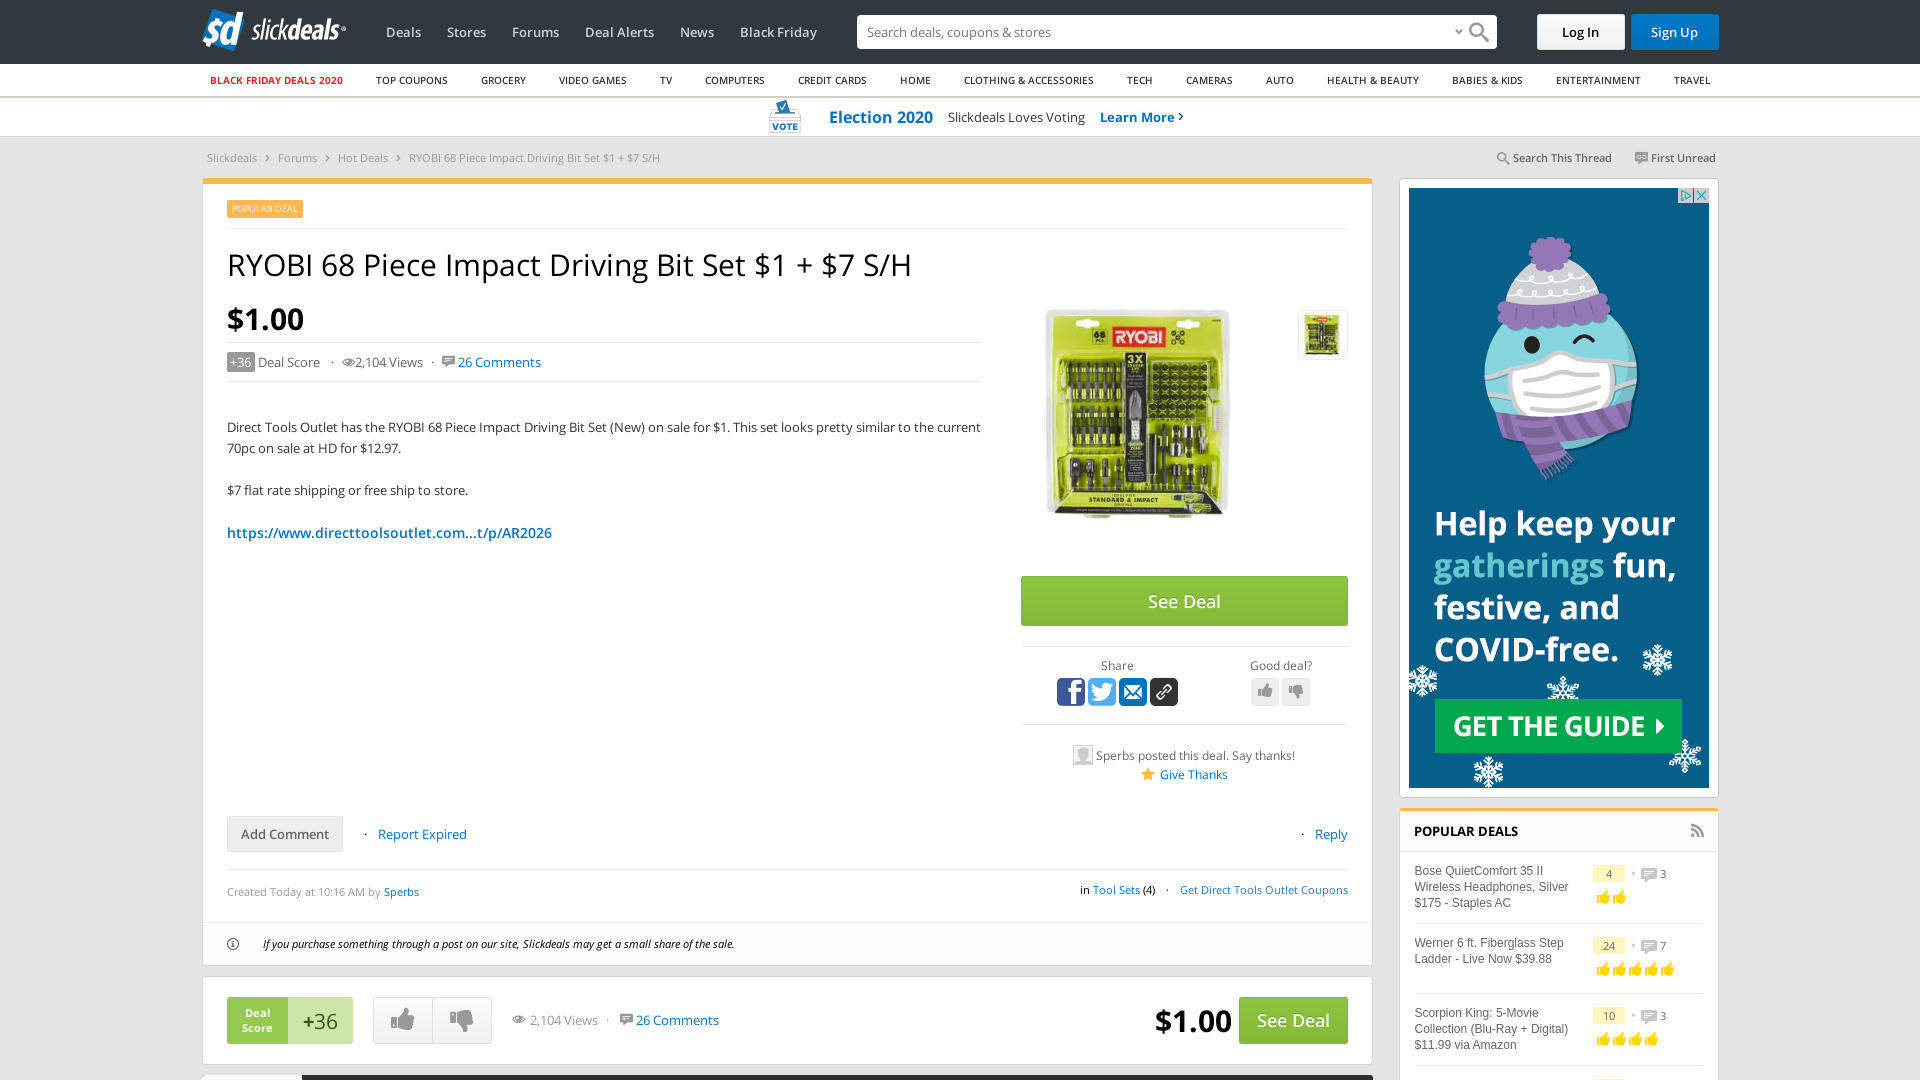 sd slickdeals
Deals Stores Forums Deal Alerts News Black Friday
Search deals, coupons & shops
Log In Sign Up
BLACK FRIDAY DEALS 2020 TOP COUPONS GROCERY VIDEO GAMES TV COMPUTERS CREDIT CARDS HOME CLOTHING & ACCESSORIES TECH CAMERAS AUTO HEALTH & BEAUTY BABIES & KIDS ENTERTAINMENT TRAVEL
VOTE Election 2020 Slickdeals Loves Voting Learn More ›
Slickdeals › Forums › Hot Deals › RYOBI 68 Piece Impact Driving Bit Set $1 + $7 S/H
Search This Thread First Unread
POPULAR DEAL
RYOBI 68 Piece Impact Driving Bit Set $1 + $7 S/H
$1.00
+36 Deal Score · 2,104 Views · 26 Comments
Direct Tools Outlet has the RYOBI 68 Piece Impact Driving Bit Set (New) on sale for $1. This set looks pretty similar to the current
70pc on sale at HD for $12.97.
$7 flat rate shipping or free ship to store.
https://www.directtoolsoutlet.com...t/p/AR2026
68
RYOBI
3X
STANDARD & IMPACT
See Deal
Share
Good deal?
Sperbs posted this deal. Say thanks!
Give Thanks
Add Comment · Report Expired · Reply
Created Today at 10:16 AM by Sperbs
in Tool Sets (4) · Get Direct Tools Outlet Coupons
If you purchase something through a post on our site, Slickdeals may get a small share of the sale.
Deal
Score
+36
2,104 Views · 26 Comments
$1.00 See Deal
Help keep your
gatherings fun,
festive, and
COVID-free.
GET THE GUIDE
POPULAR DEALS
Bose QuietComfort 35 II
Wireless Headphones, Silver
$175 - Staples AC
4 • 3
Werner 6 ft. Fiberglass Step
Ladder - Live Now $39.88
24 • 7
Scorpion King: 5-Movie
Collection (Blu-Ray + Digital)
$11.99 via Amazon
10 • 3